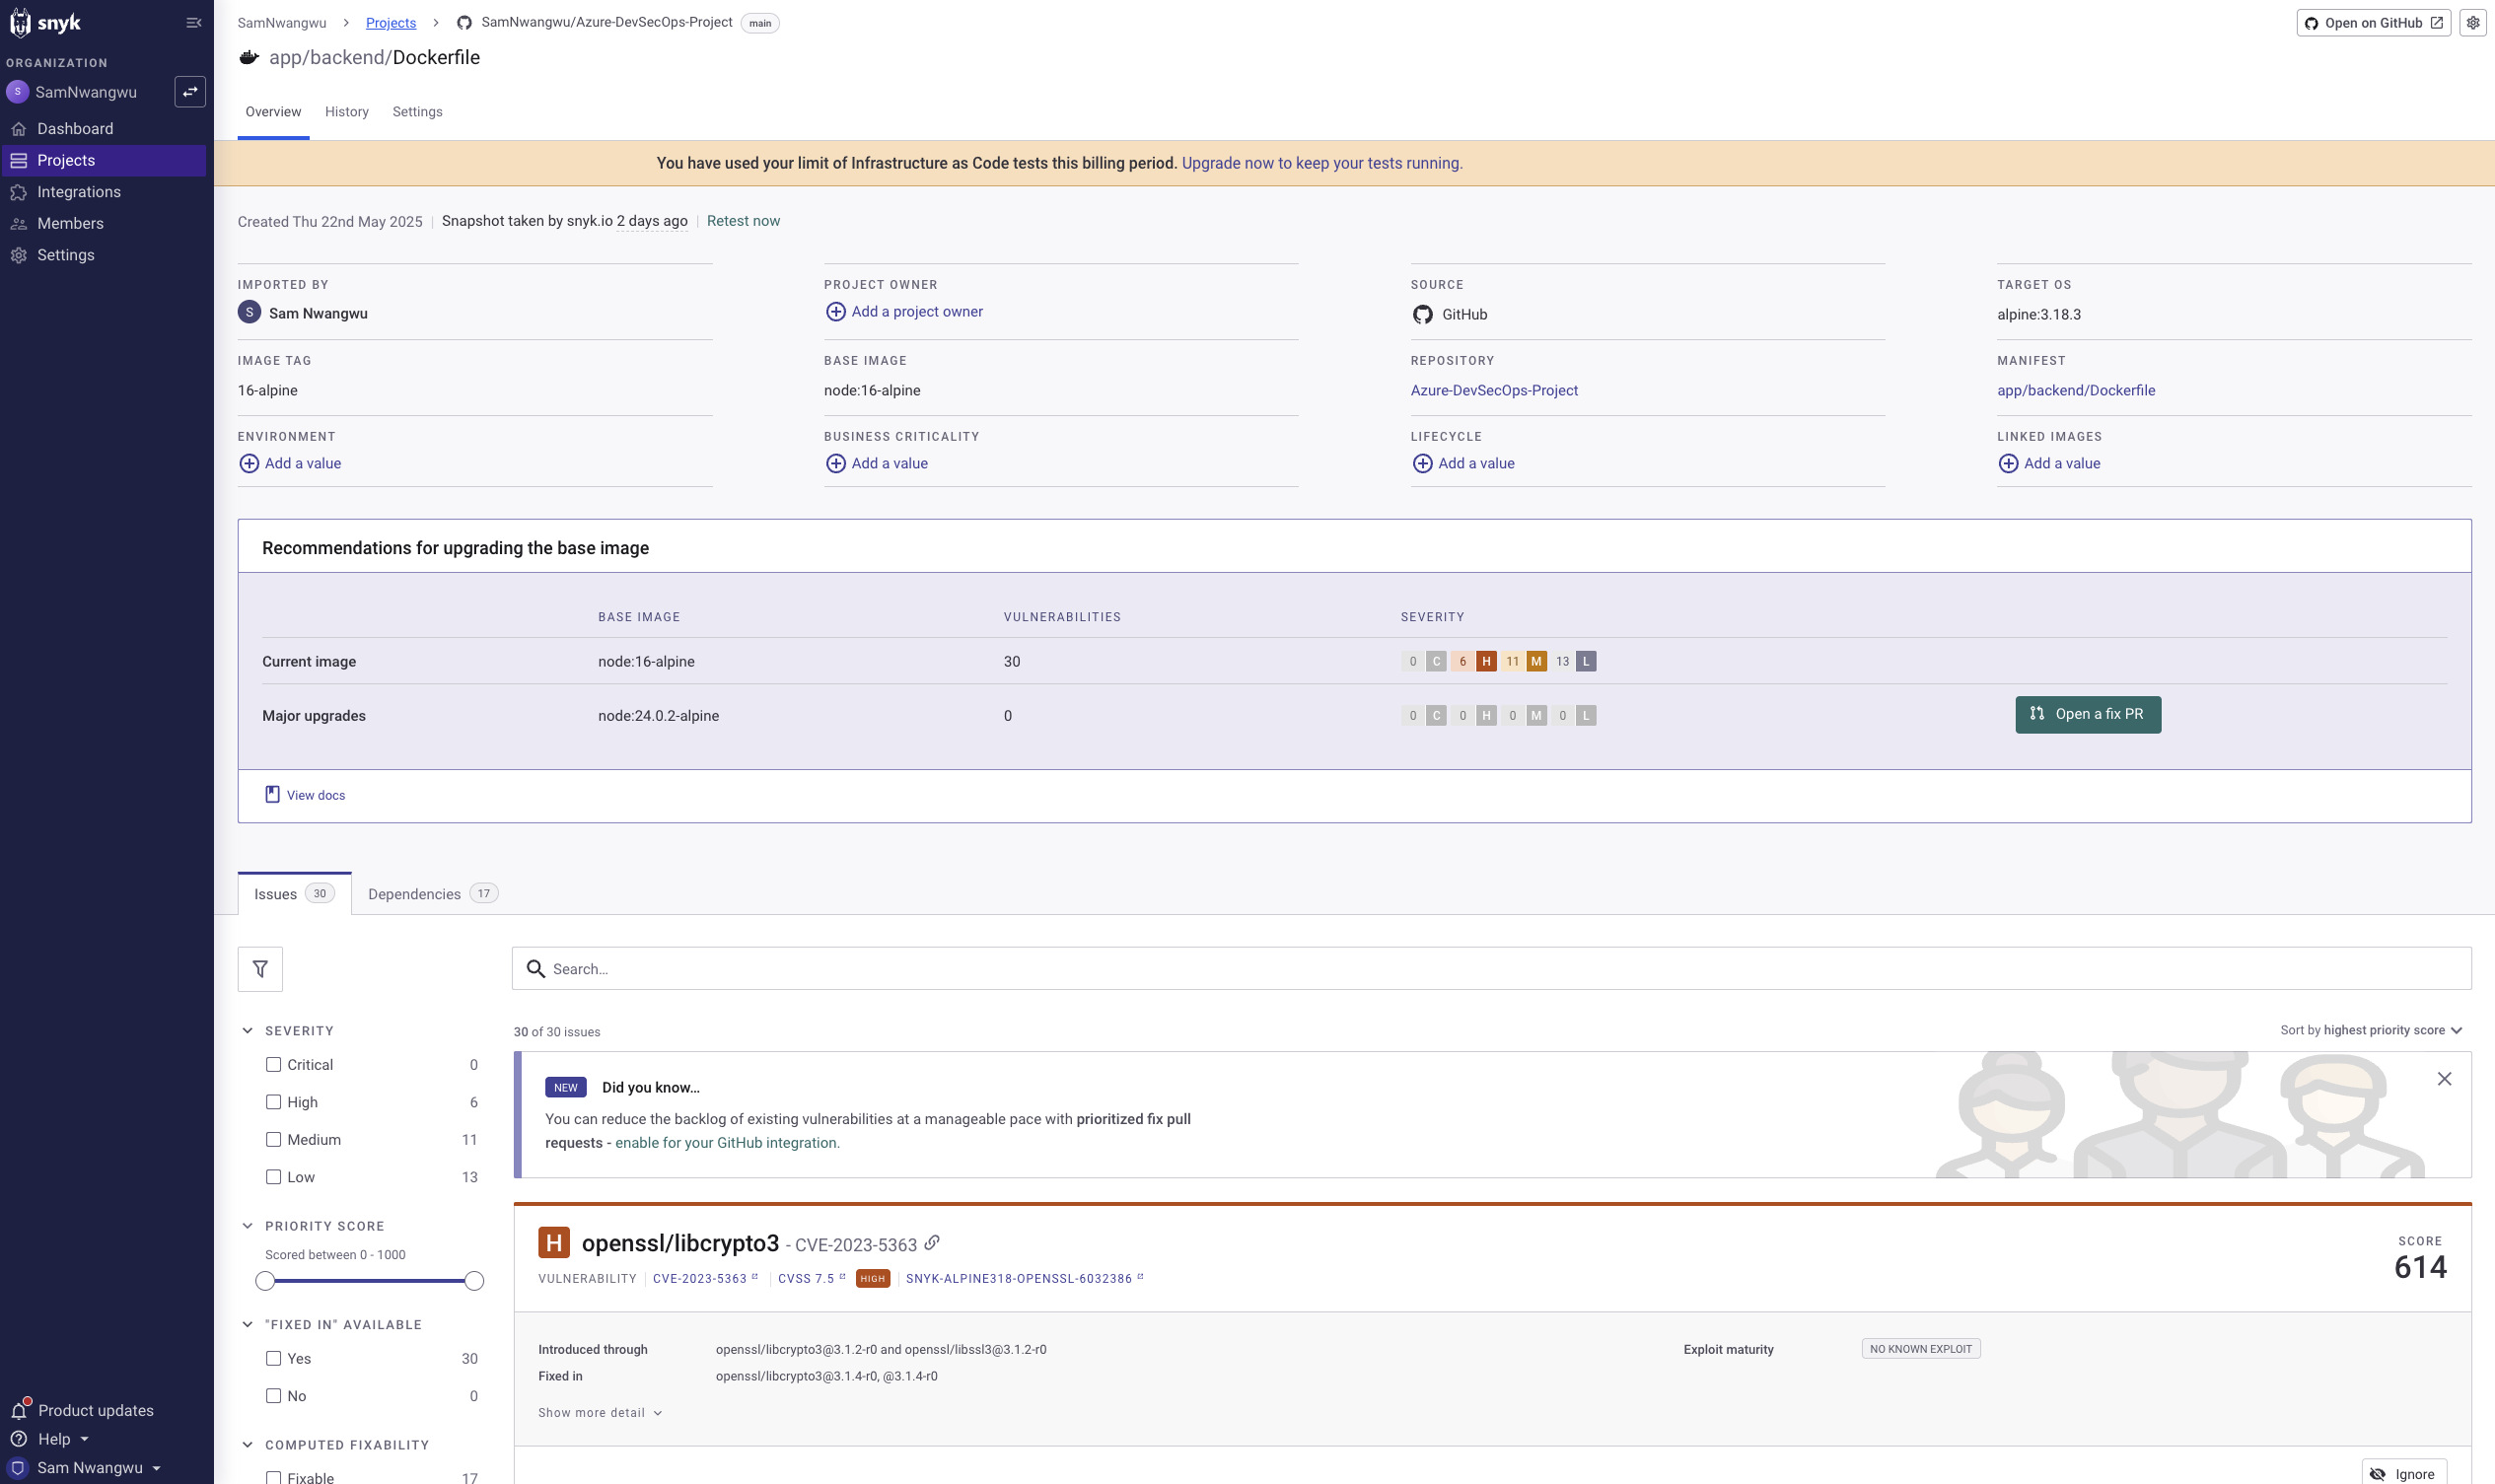 snyk
ORGANIZATION
S SamNwangwu
Dashboard
Projects
Integrations
Members
Settings
Product updates
Help
Sam Nwangwu
SamNwangwu > Projects > SamNwangwu/Azure-DevSecOps-Project main
Open on GitHub
app/backend/Dockerfile
Overview History Settings
You have used your limit of Infrastructure as Code tests this billing period. Upgrade now to keep your tests running.
Created Thu 22nd May 2025 | Snapshot taken by snyk.io 2 days ago | Retest now
IMPORTED BY PROJECT OWNER SOURCE TARGET OS
S Sam Nwangwu Add a project owner GitHub alpine:3.18.3
IMAGE TAG BASE IMAGE REPOSITORY MANIFEST
16-alpine node:16-alpine Azure-DevSecOps-Project app/backend/Dockerfile
ENVIRONMENT BUSINESS CRITICALITY LIFECYCLE LINKED IMAGES
Add a value Add a value Add a value Add a value
Recommendations for upgrading the base image
BASE IMAGE VULNERABILITIES SEVERITY
Current image node:16-alpine 30 0 C 6 H 11 M 13 L
Major upgrades node:24.0.2-alpine 0 0 C 0 H 0 M 0 L Open a fix PR
View docs
Issues 30 Dependencies 17
Search...
SEVERITY
Critical 0
High 6
Medium 11
Low 13
PRIORITY SCORE
Scored between 0 - 1000
"FIXED IN" AVAILABLE
Yes 30
No 0
COMPUTED FIXABILITY
Fixable 17
30 of 30 issues Sort by highest priority score
NEW Did you know...
You can reduce the backlog of existing vulnerabilities at a manageable pace with prioritized fix pull
requests - enable for your GitHub integration.
H openssl/libcrypto3 - CVE-2023-5363 SCORE
614
VULNERABILITY | CVE-2023-5363 | CVSS 7.5 HIGH | SNYK-ALPINE318-OPENSSL-6032386
Introduced through openssl/libcrypto3@3.1.2-r0 and openssl/libssl3@3.1.2-r0 Exploit maturity NO KNOWN EXPLOIT
Fixed in openssl/libcrypto3@3.1.4-r0, @3.1.4-r0
Show more detail
Ignore